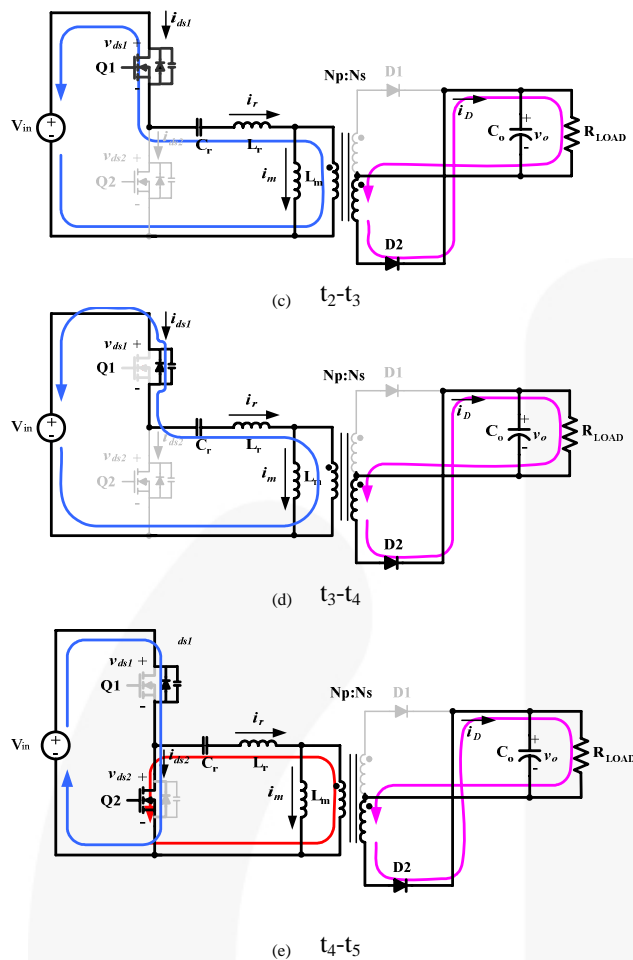 i_ds1
v_ds1 +
Q1
-
Np:Ns
D1
V_in
+
-
i_r
C_r
L_r
i_D
+
C_o
v_o
-
R_LOAD
v_ds2 +
Q2
-
i_m
L_m
D2
(c) t2-t3
i_ds1
v_ds1 +
Q1
-
Np:Ns
D1
V_in
+
-
i_r
C_r
L_r
i_D
+
C_o
v_o
-
R_LOAD
v_ds2 +
Q2
-
i_m
L_m
D2
(d) t3-t4
ds1
v_ds1 +
Q1
-
Np:Ns
D1
V_in
+
-
i_r
C_r
L_r
i_D
+
C_o
v_o
-
R_LOAD
i_ds2
v_ds2 +
Q2
-
i_m
L_m
D2
(e) t4-t5